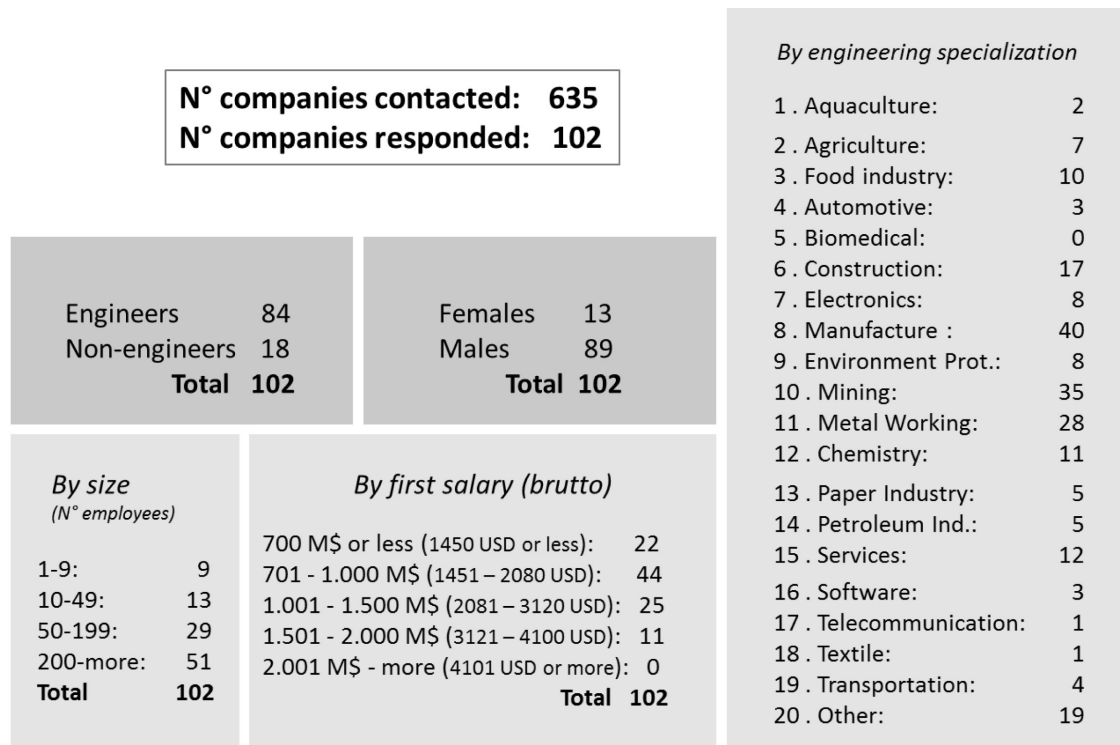 N° companies contacted: 635
N° companies responded: 102
Engineers 84
Non-engineers 18
Total 102
Females 13
Males 89
Total 102
By size
(N° employees)
1-9: 9
10-49: 13
50-199: 29
200-more: 51
Total 102
By first salary (brutto)
700 M$ or less (1450 USD or less): 22
701 - 1.000 M$ (1451 – 2080 USD): 44
1.001 - 1.500 M$ (2081 – 3120 USD): 25
1.501 - 2.000 M$ (3121 – 4100 USD): 11
2.001 M$ - more (4101 USD or more): 0
Total 102
By engineering specialization
1 . Aquaculture: 2
2 . Agriculture: 7
3 . Food industry: 10
4 . Automotive: 3
5 . Biomedical: 0
6 . Construction: 17
7 . Electronics: 8
8 . Manufacture : 40
9 . Environment Prot.: 8
10 . Mining: 35
11 . Metal Working: 28
12 . Chemistry: 11
13 . Paper Industry: 5
14 . Petroleum Ind.: 5
15 . Services: 12
16 . Software: 3
17 . Telecommunication: 1
18 . Textile: 1
19 . Transportation: 4
20 . Other: 19